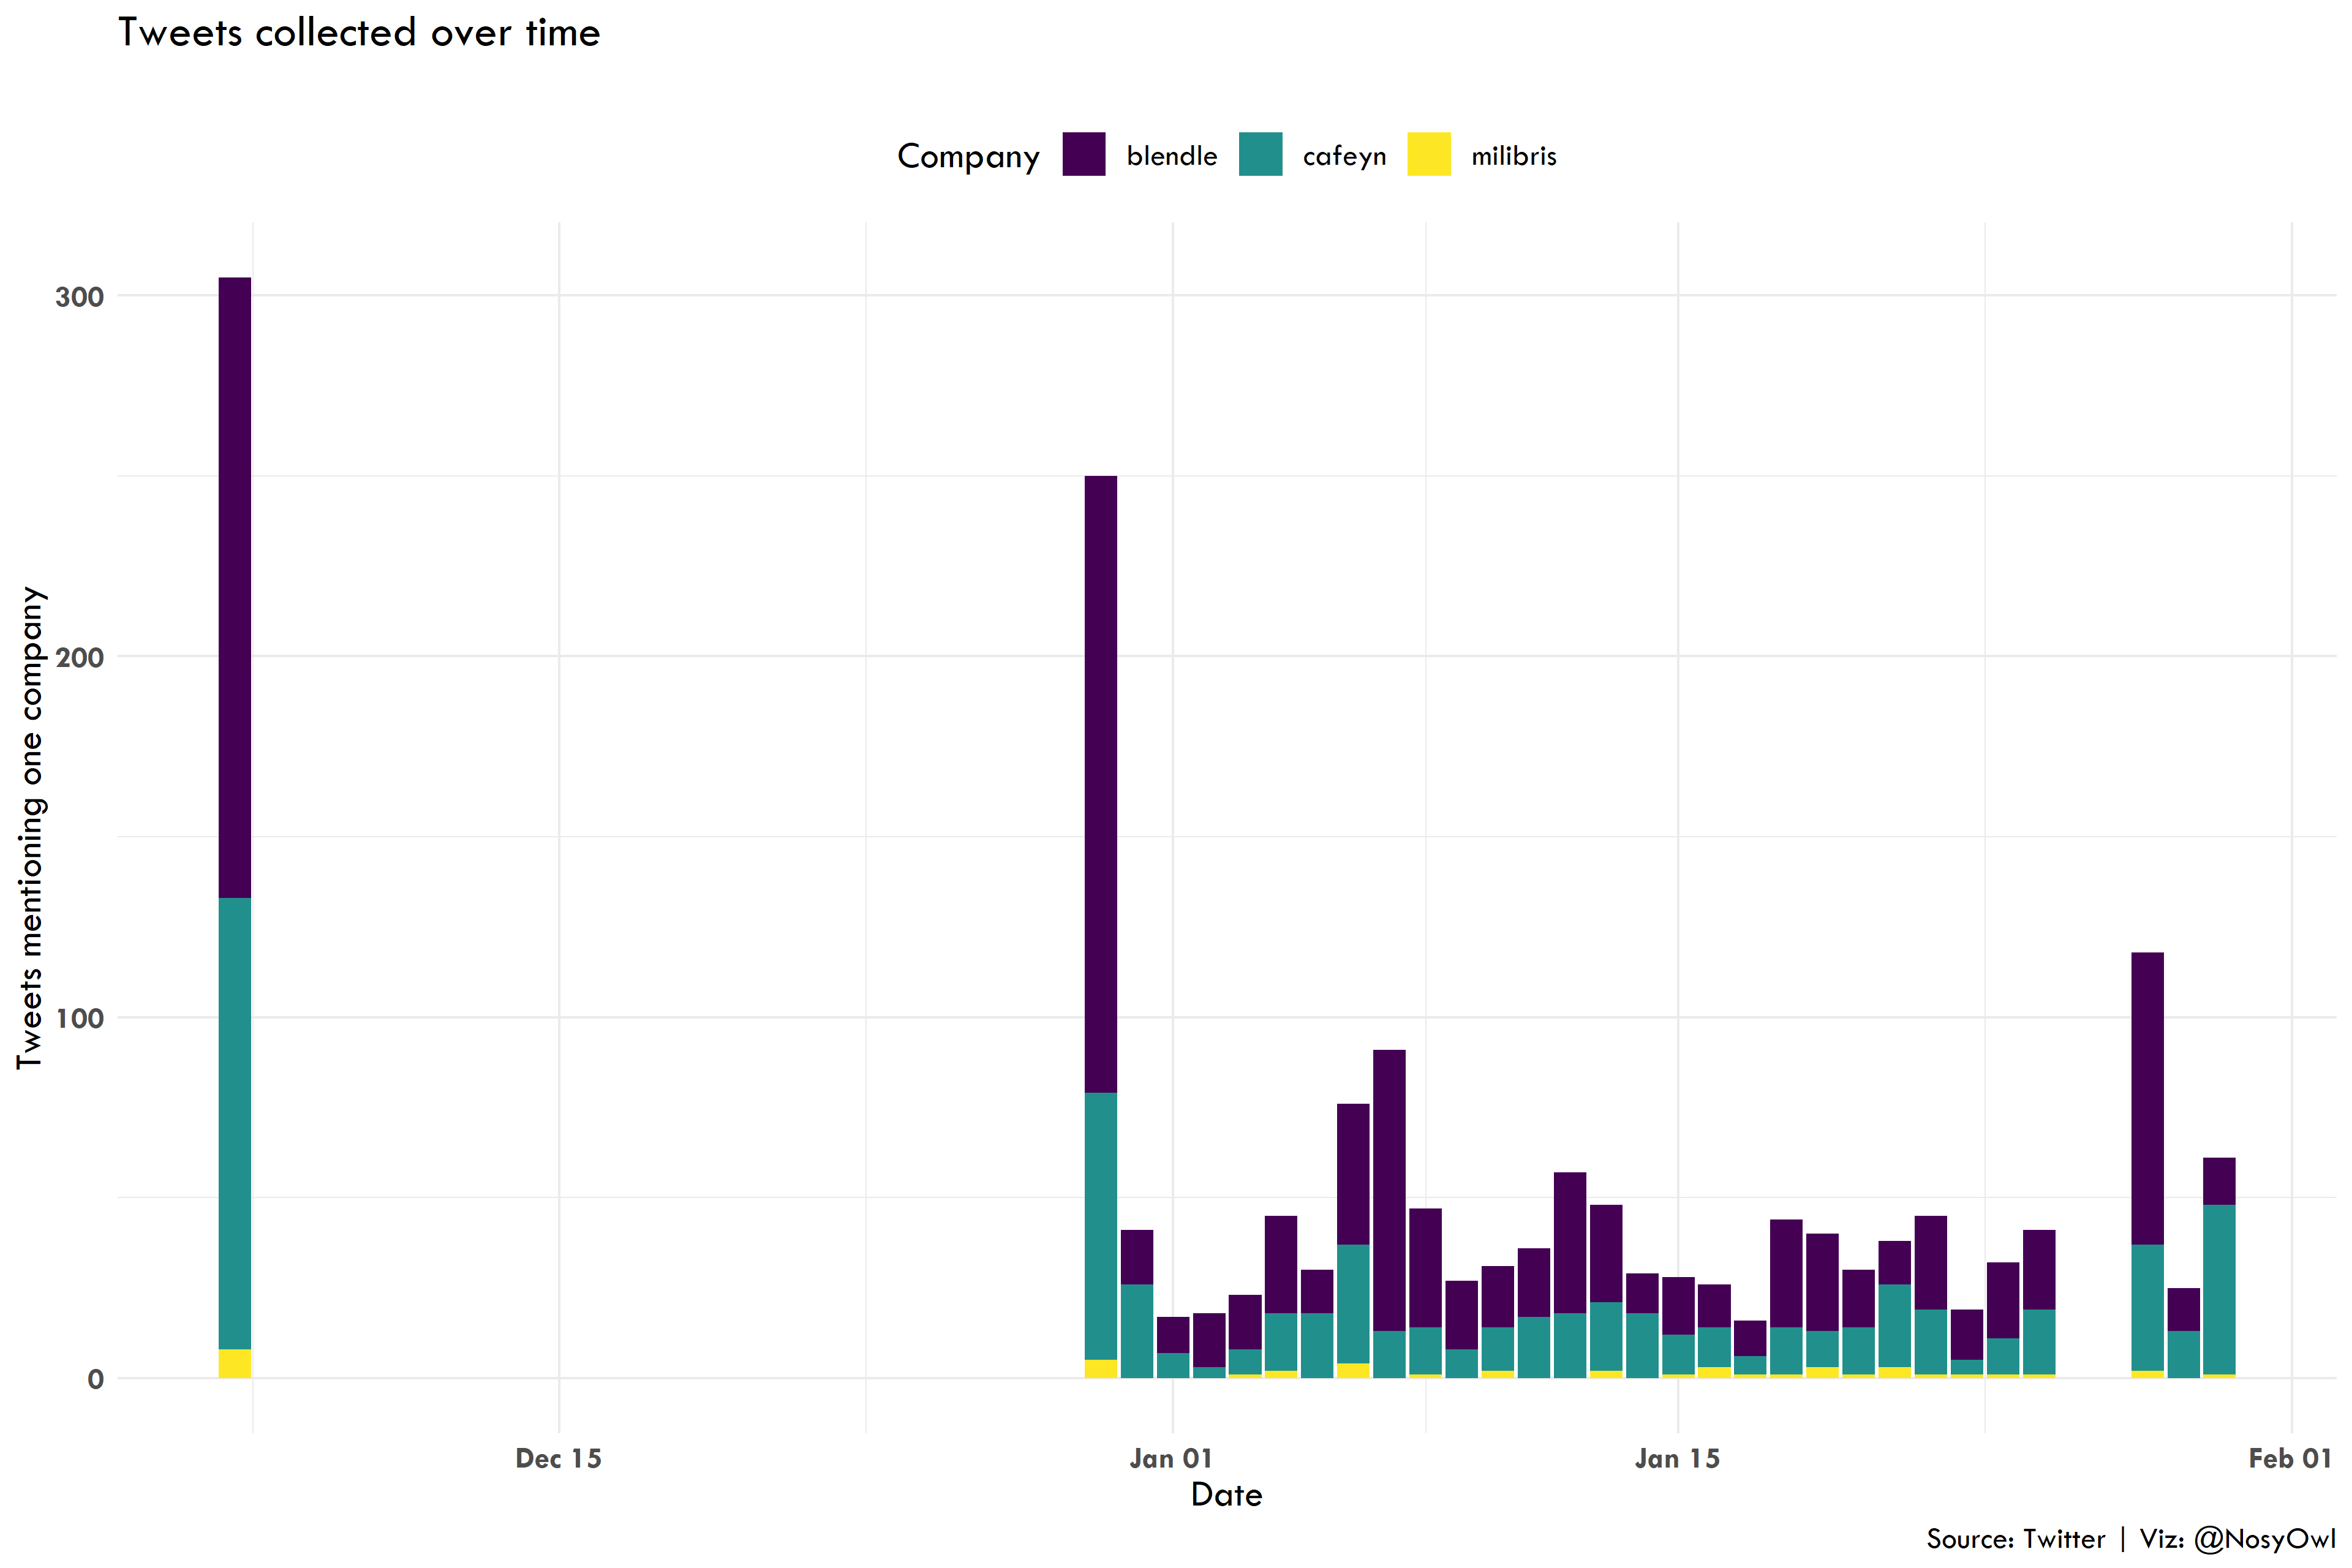 Tweets collected over time
Company blendle cafeyn milibris
Tweets mentioning one company
300
200
100
0
Dec 15 Jan 01 Jan 15 Feb 01
Date
Source: Twitter | Viz: @NosyOwl